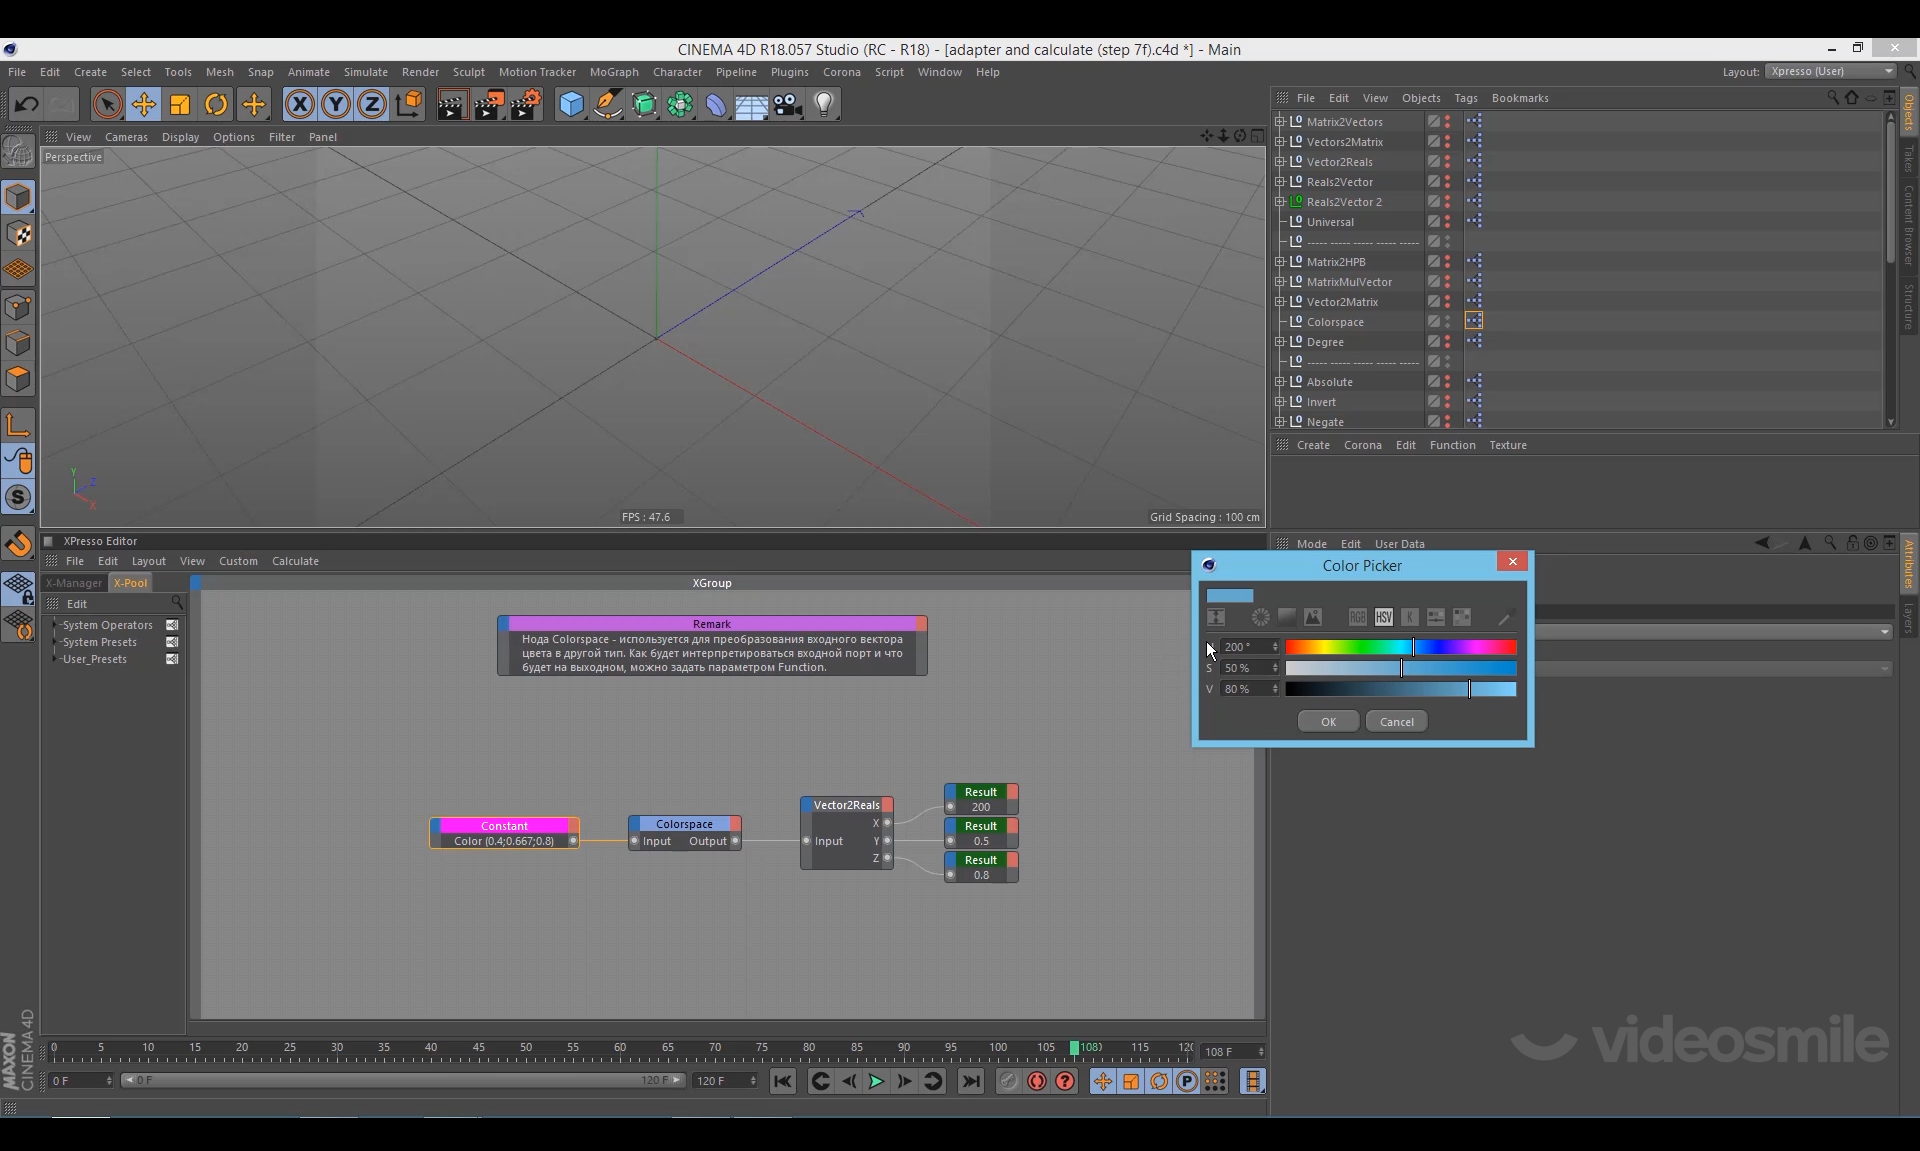 CINEMA 4D R18.057 Studio (RC - R18) - [adapter and calculate (step 7f).c4d *] - Main
File Edit Create Select Tools Mesh Snap Animate Simulate Render Sculpt Motion Tracker MoGraph Character Pipeline Plugins Corona Script Window Help
Layout: Xpresso (User)
View Cameras Display Options Filter Panel
Perspective
Y
Z
X
FPS : 47.6
Grid Spacing : 100 cm
File Edit View Objects Tags Bookmarks
Matrix2Vectors
Vectors2Matrix
Vector2Reals
Reals2Vector
Reals2Vector 2
Universal
----- ----- ----- ----- -----
Matrix2HPB
MatrixMulVector
Vector2Matrix
Colorspace
Degree
----- ----- ----- ----- -----
Absolute
Invert
Negate
Objects
Takes
Content Browser
Structure
Create Corona Edit Function Texture
Mode Edit User Data
Attributes
Layers
Color Picker
RGB HSV K
200 °
S 50 %
V 80 %
OK Cancel
XPresso Editor
File Edit Layout View Custom Calculate
X-Manager X-Pool
Edit
System Operators
System Presets
User_Presets
XGroup
Remark
Нода Colorspace - используется для преобразования входного вектора
цвета в другой тип. Как будет интерпретироваться входной порт и что
будет на выходном, можно задать параметром Function.
Constant
Color (0.4;0.667;0.8)
Colorspace
Input Output
Vector2Reals
X
Input Y
Z
Result
200
Result
0.5
Result
0.8
0 5 10 15 20 25 30 35 40 45 50 55 60 65 70 75 80 85 90 95 100 105 108 115 120
108 F
0 F
0 F
120 F
120 F
MAXON
CINEMA 4D
videosmile